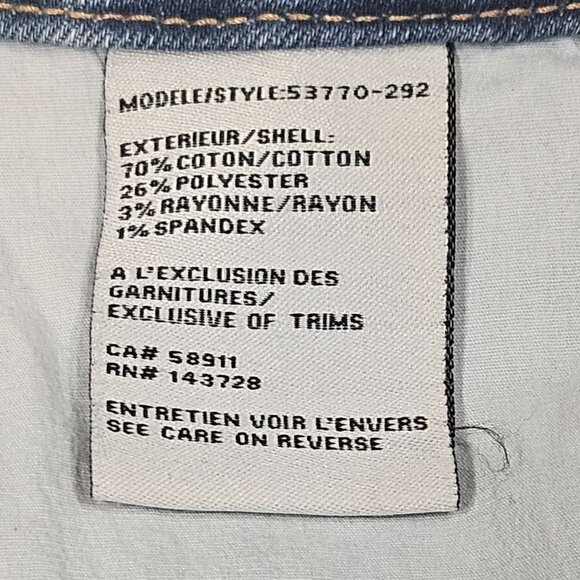 MODELE/STYLE:53770-292
EXTERIEUR/SHELL:
70% COTON/COTTON
26% POLYESTER
3% RAYONNE/RAYON
1% SPANDEX
A L'EXCLUSION DES
GARNITURES/
EXCLUSIVE OF TRIMS
CA# 58911
RN# 143728
ENTRETIEN VOIR L'ENVERS
SEE CARE ON REVERSE